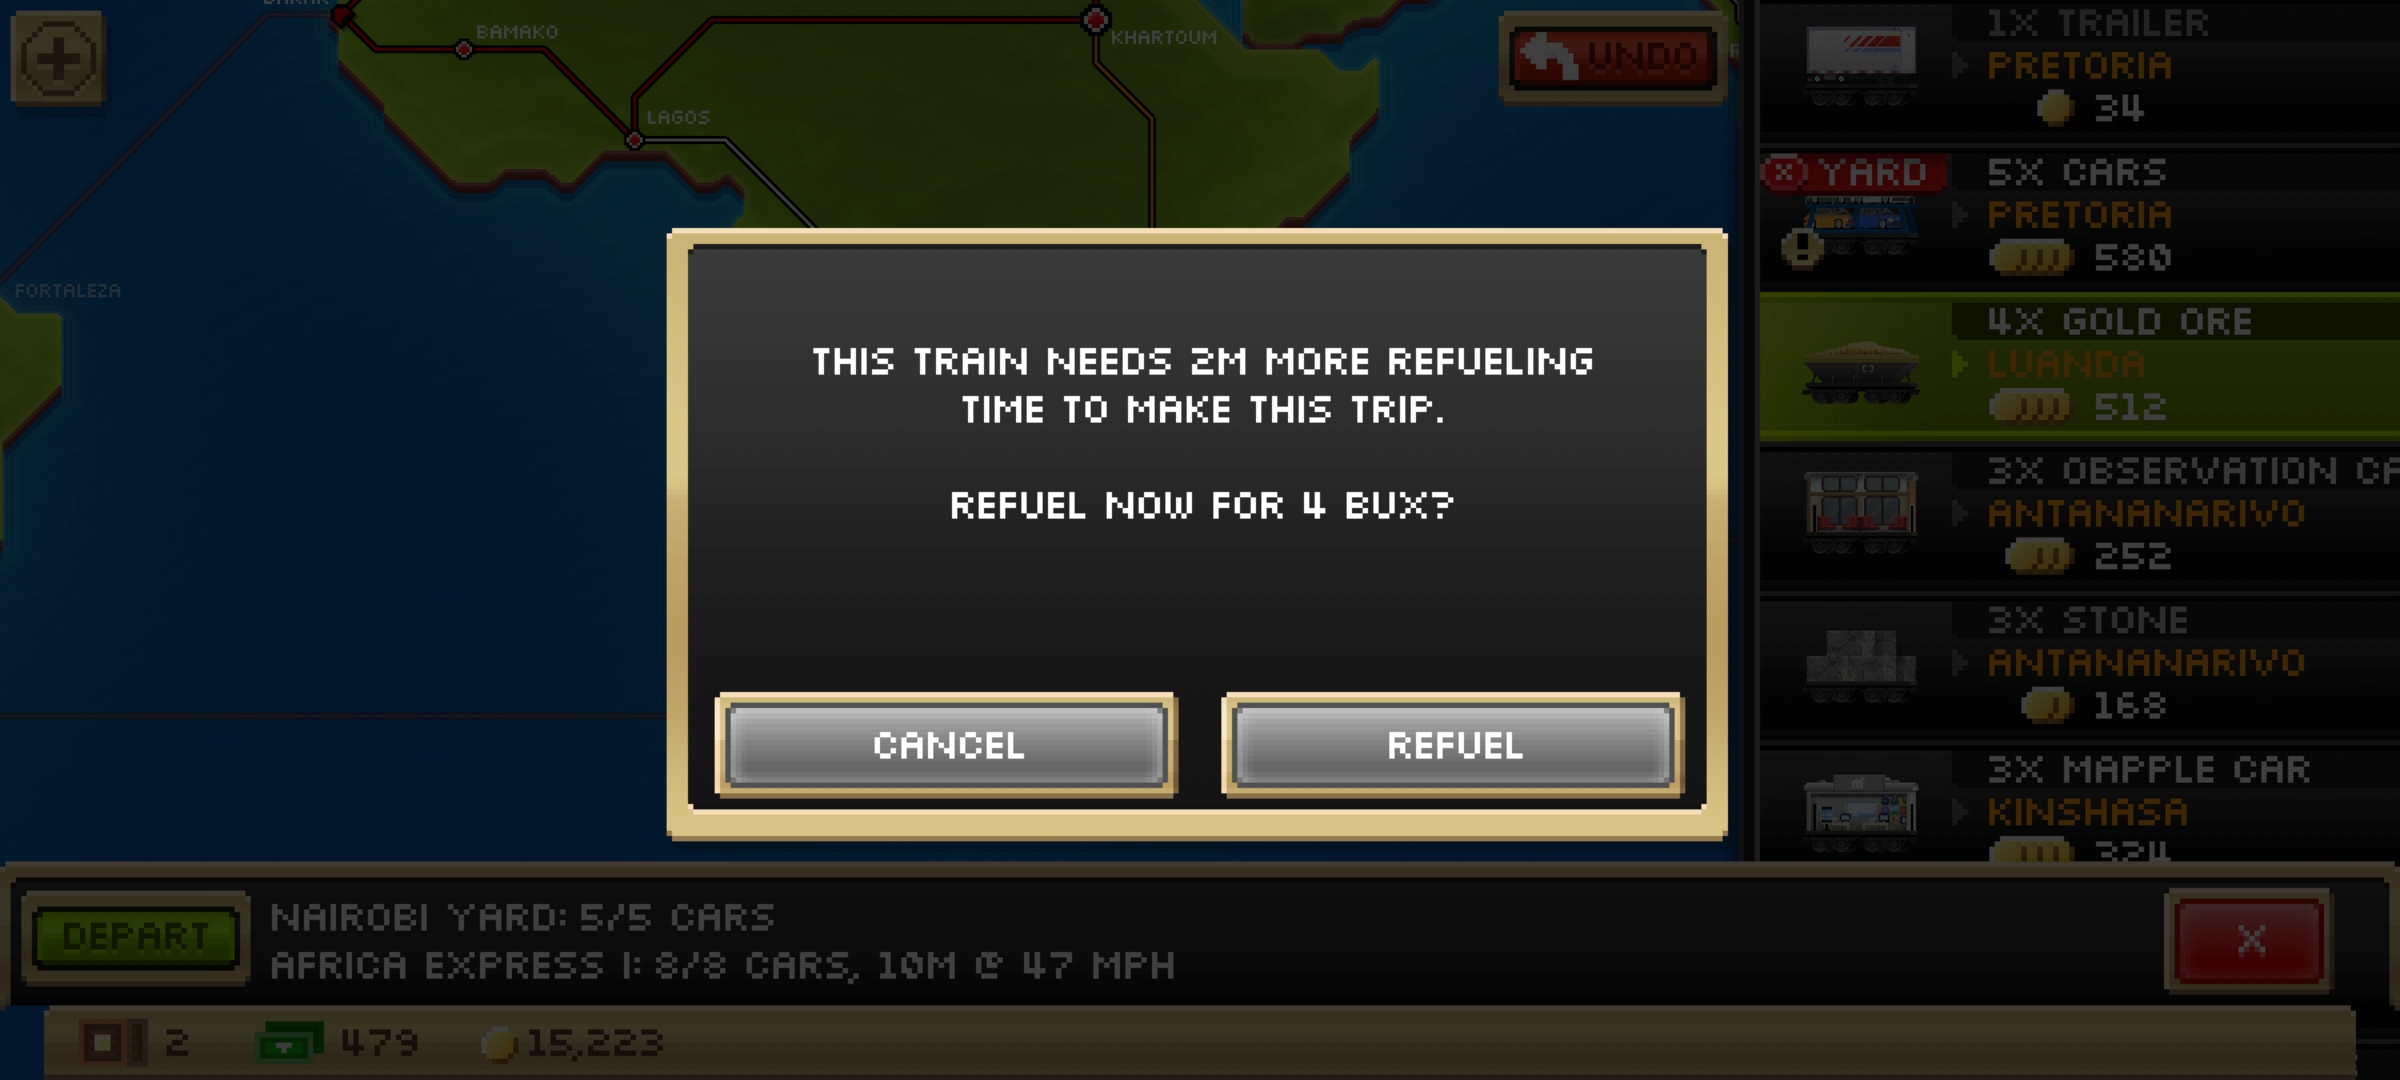 BAMAKO
KHARTOUM
LAGOS
FORTALEZA
UNDO
1X TRAILER
PRETORIA
34
YARD
5X CARS
PRETORIA
580
4X GOLD ORE
LUANDA
512
3X OBSERVATION CA
ANTANANARIVO
252
3X STONE
ANTANANARIVO
168
3X MAPPLE CAR
KINSHASA
324
THIS TRAIN NEEDS 2M MORE REFUELING
TIME TO MAKE THIS TRIP.
REFUEL NOW FOR 4 BUX?
CANCEL
REFUEL
DEPART
NAIROBI YARD: 5/5 CARS
AFRICA EXPRESS I: 8/8 CARS, 10M @ 47 MPH
X
2
479
15,223